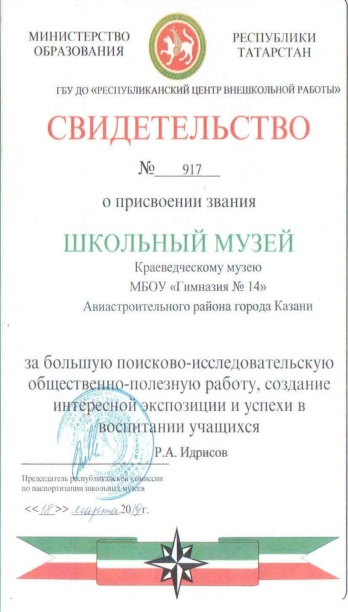 МИНИСТЕРСТВО
ОБРАЗОВАНИЯ
РЕСПУБЛИКИ
ТАТАРСТАН
ГБУ ДО «РЕСПУБЛИКАНСКИЙ ЦЕНТР ВНЕШКОЛЬНОЙ РАБОТЫ»
СВИДЕТЕЛЬСТВО
№ 917
о присвоении звания
ШКОЛЬНЫЙ МУЗЕЙ
Краеведческому музею
МБОУ «Гимназия № 14»
Авиастроительного района города Казани
за большую поисково-исследовательскую
общественно-полезную работу, создание
интересной экспозиции и успехи в
воспитании учащихся
Р.А. Идрисов
Председатель республиканской комиссии
по паспортизации школьных музеев
<<18>> марта 2019г.